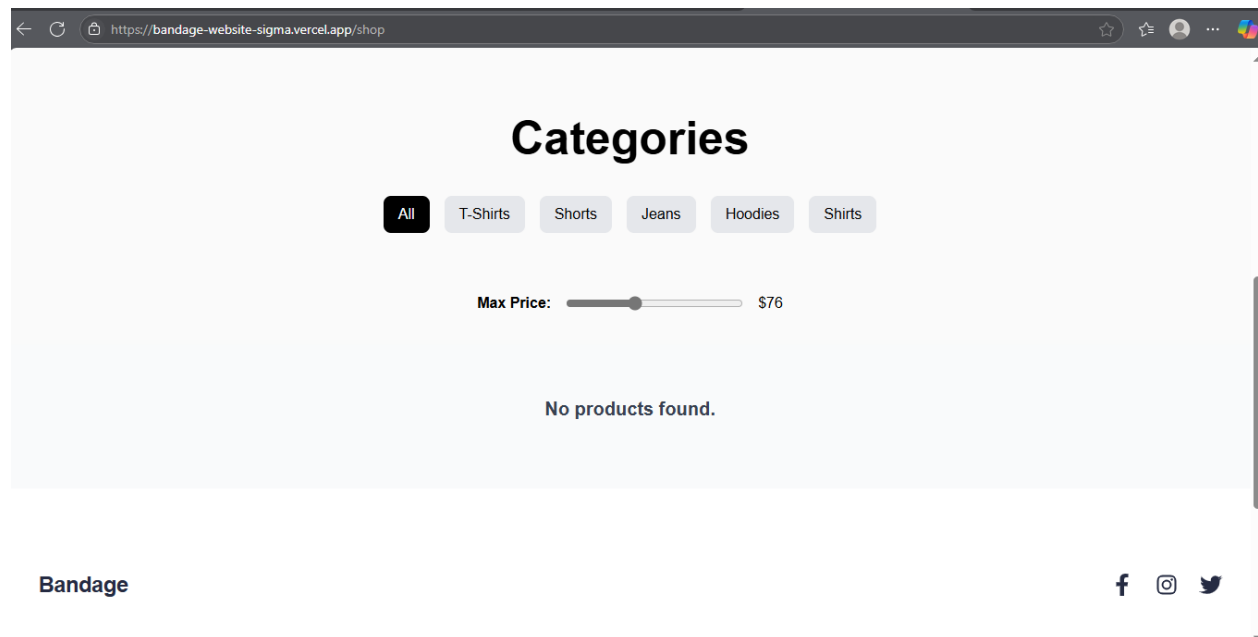 https://bandage-website-sigma.vercel.app/shop
Categories
All T-Shirts Shorts Jeans Hoodies Shirts
Max Price: $76
No products found.
Bandage